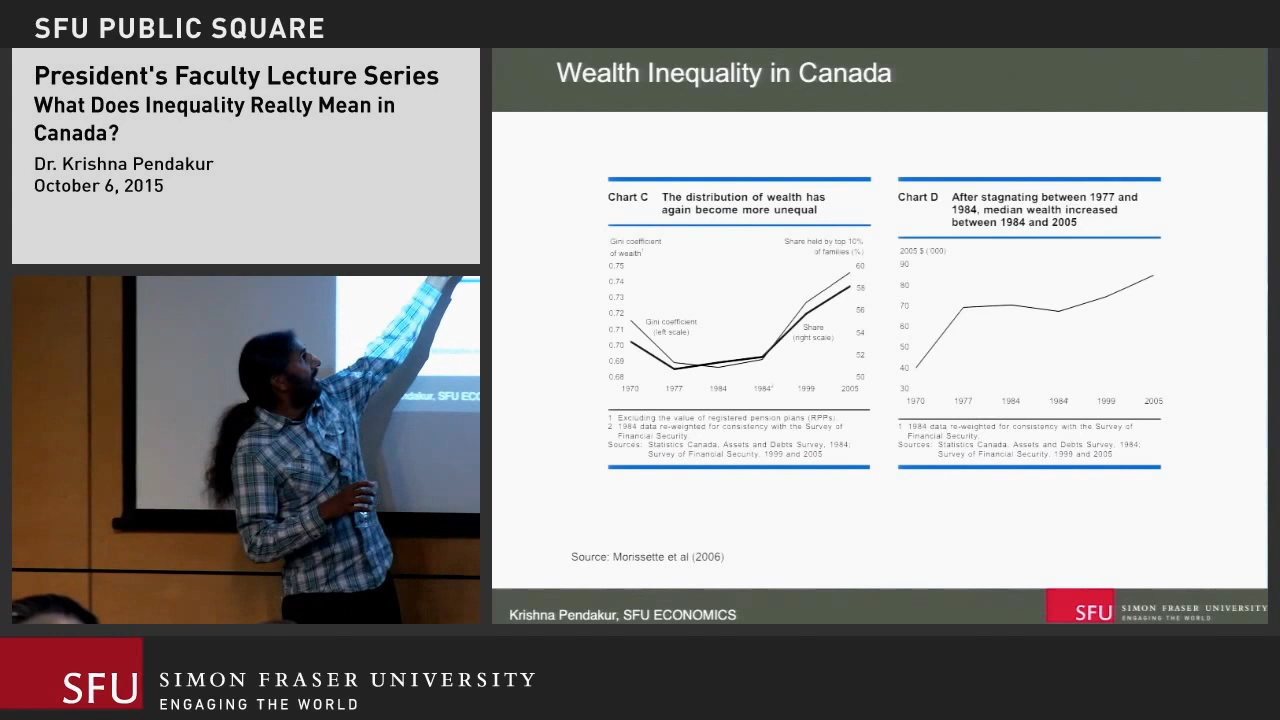 SFU PUBLIC SQUARE
President's Faculty Lecture Series
What Does Inequality Really Mean in
Canada?
Dr. Krishna Pendakur
October 6, 2015
Wealth Inequality in Canada
Chart C The distribution of wealth has
again become more unequal
Gini coefficient
of wealth¹
Share held by top 10%
of families (%)
0.75
0.74
0.73
0.72
0.71
0.70
0.69
0.68
60
58
56
54
52
50
Gini coefficient
(left scale)
Share
(right scale)
1970 1977 1984 1984² 1999 2005
1 Excluding the value of registered pension plans (RPPs).
2 1984 data re-weighted for consistency with the Survey of
Financial Security.
Sources: Statistics Canada, Assets and Debts Survey, 1984;
Survey of Financial Security, 1999 and 2005
Chart D After stagnating between 1977 and
1984, median wealth increased
between 1984 and 2005
2005 $ ('000)
90
80
70
60
50
40
30
1970 1977 1984 1984¹ 1999 2005
1 1984 data re-weighted for consistency with the Survey of
Financial Security.
Sources: Statistics Canada, Assets and Debts Survey, 1984;
Survey of Financial Security, 1999 and 2005
Source: Morissette et al (2006)
Krishna Pendakur, SFU ECONOMICS
SFU SIMON FRASER UNIVERSITY
ENGAGING THE WORLD
dakur, SFU ECO
SFU SIMON FRASER UNIVERSITY
ENGAGING THE WORLD